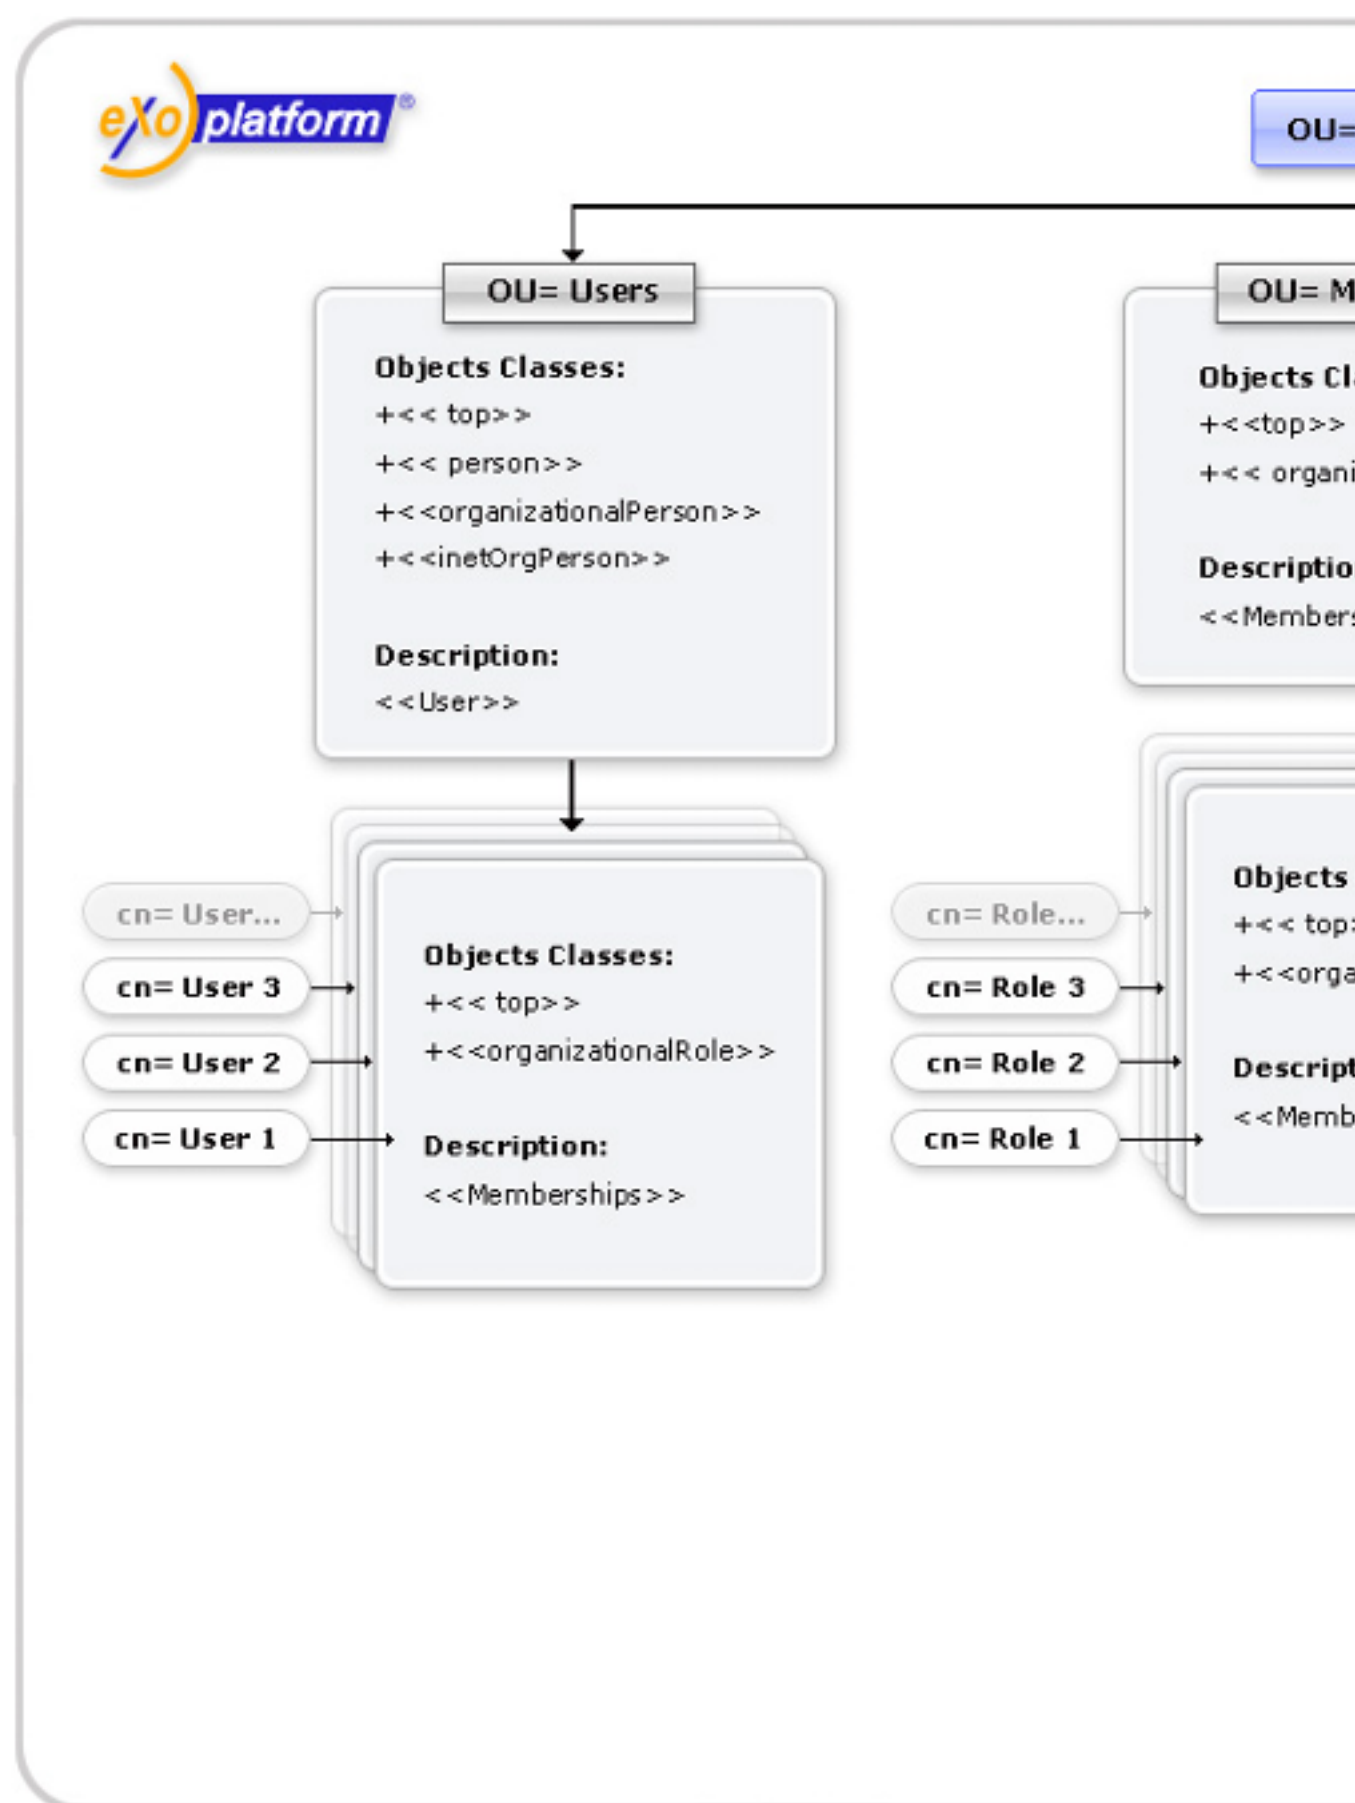 eXo platform ®
OU=
OU= Users
Objects Classes:
+<< top>>
+<< person>>
+<<organizationalPerson>>
+<<inetOrgPerson>>
Description:
<<User>>
cn= User...
cn= User 3
cn= User 2
cn= User 1
Objects Classes:
+<< top>>
+<<organizationalRole>>
Description:
<<Memberships>>
OU= M
Objects Cl
+<<top>>
+<< organi
Descriptio
<<Members
cn= Role...
cn= Role 3
cn= Role 2
cn= Role 1
Objects
+<< top>
+<<orga
Descript
<<Memb